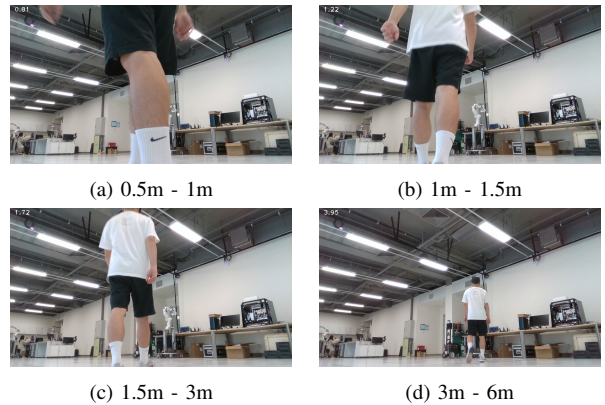 0.81
1.22
(a) 0.5m - 1m
(b) 1m - 1.5m
1.72
3.95
(c) 1.5m - 3m
(d) 3m - 6m